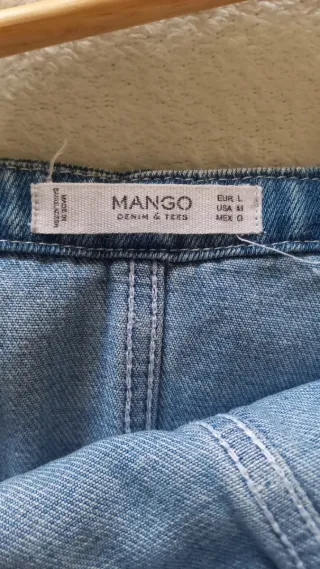 MADE IN
BANGLADESH
MANGO
DENIM & TEES
EUR L
USA M
MEX G